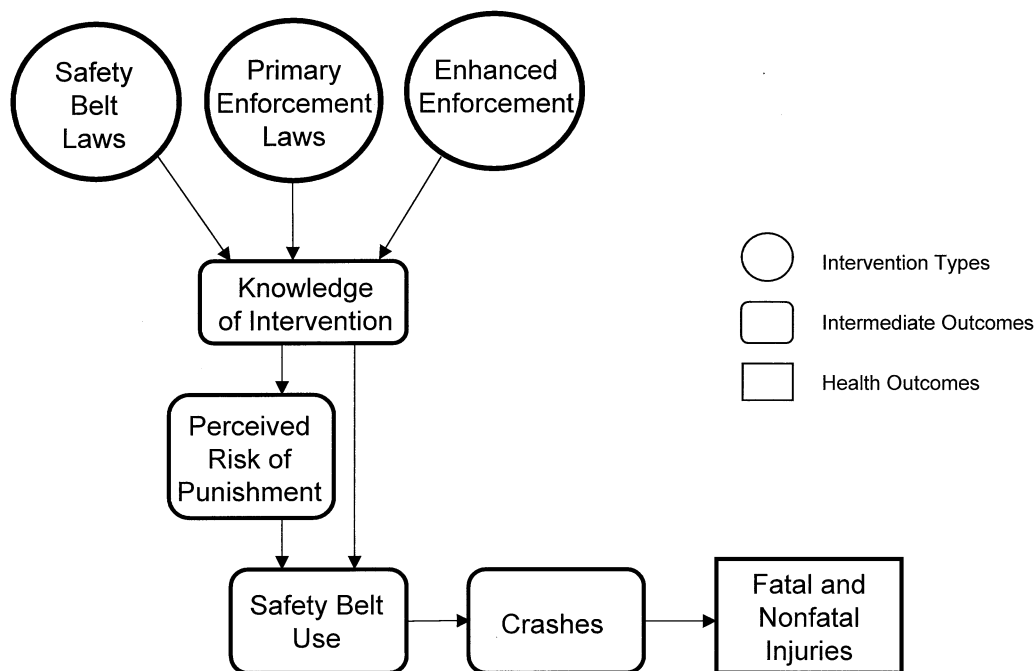 Safety
Belt
Laws
Primary
Enforcement
Laws
Enhanced
Enforcement
Knowledge
of Intervention
Perceived
Risk of
Punishment
Safety Belt
Use
Crashes
Fatal and
Nonfatal
Injuries
Intervention Types
Intermediate Outcomes
Health Outcomes